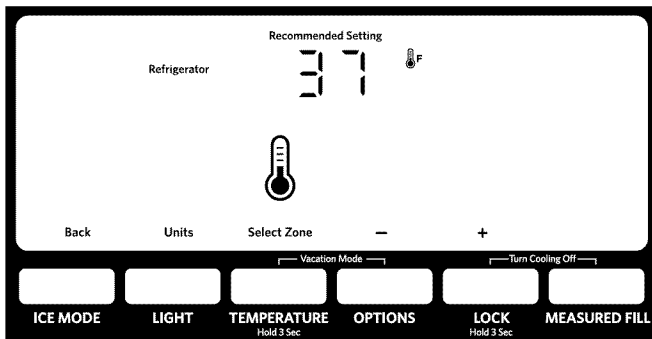 Recommended Setting
Refrigerator 37 F
Back Units Select Zone − +
Vacation Mode Turn Cooling Off
ICE MODE LIGHT TEMPERATURE OPTIONS LOCK MEASURED FILL
Hold 3 Sec Hold 3 Sec